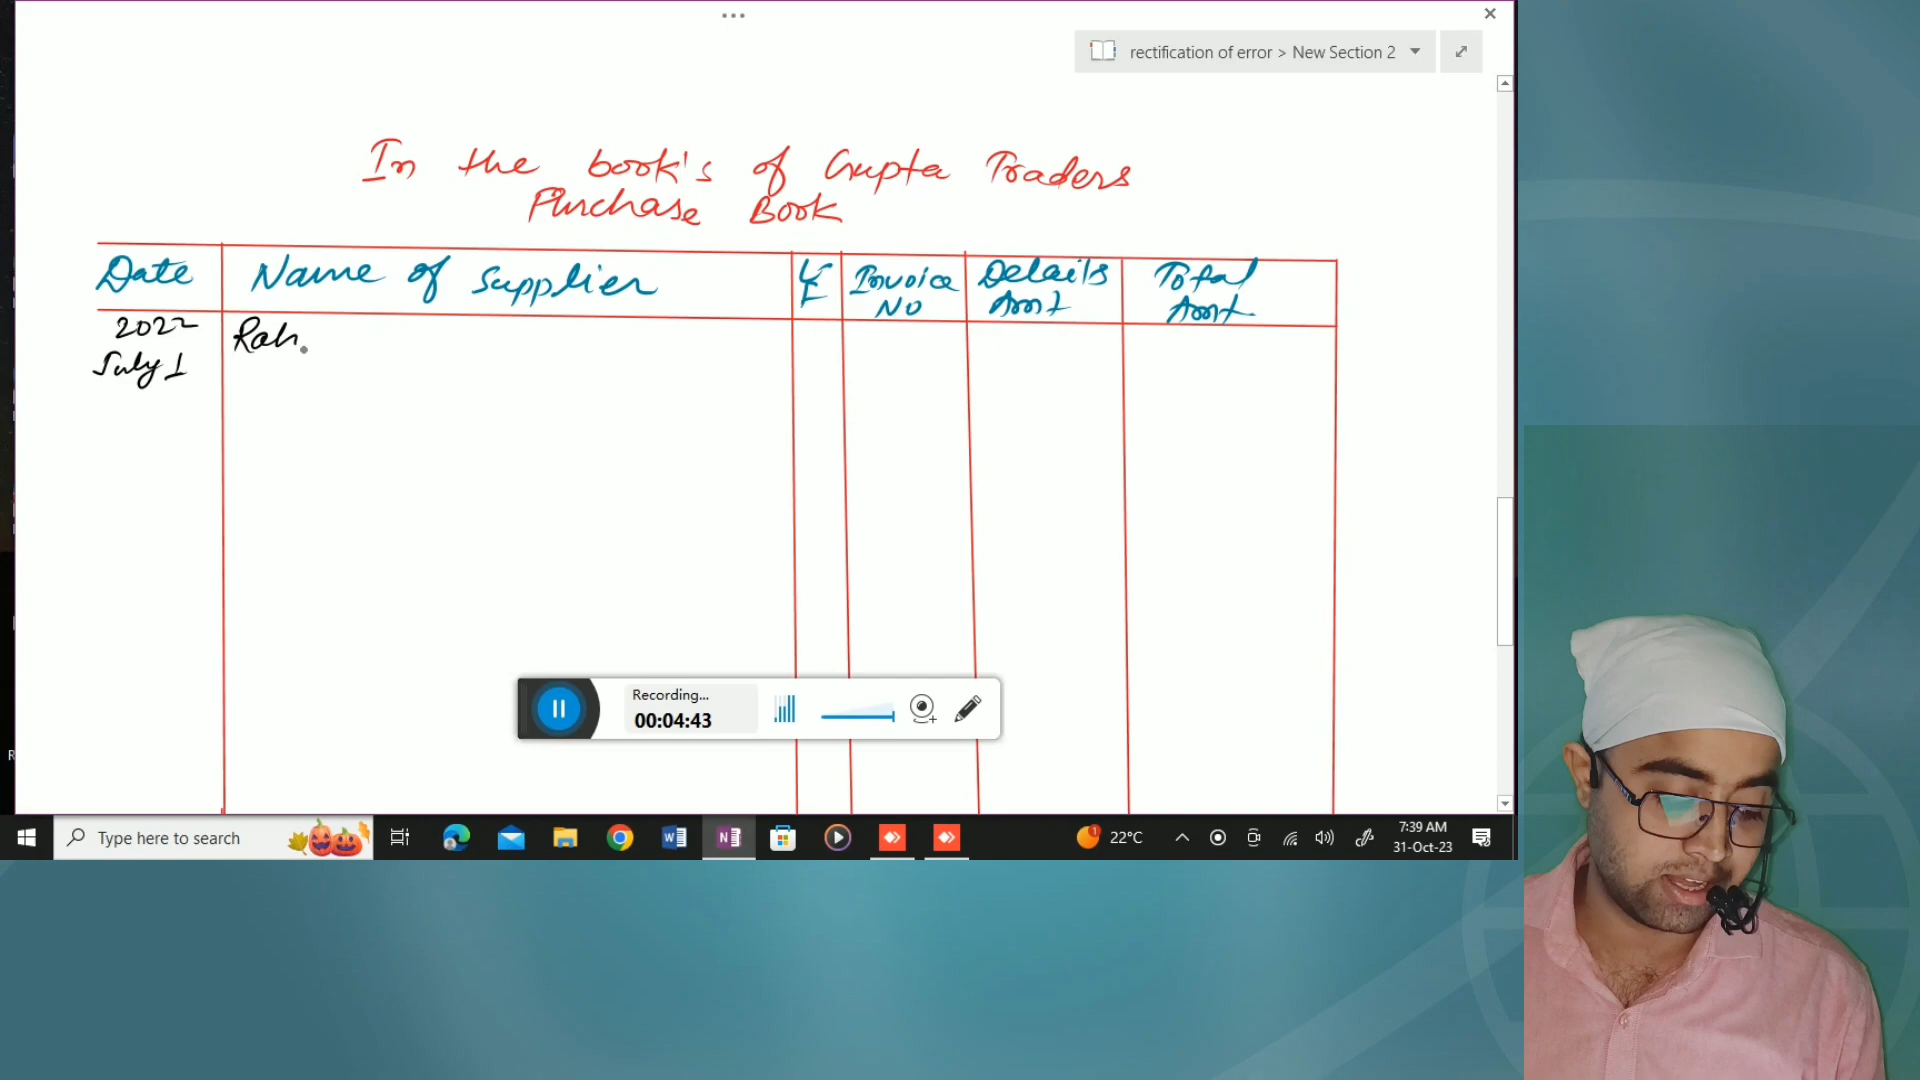 rectification of error > New Section 2
In the book's of Gupta Traders
Purchase Book
Date Name of Supplier LF Invoice No Details Amt Total Amt
2022 Rah
July 1
Recording...
00:04:43
R
Type here to search
22°C
7:39 AM
31-Oct-23